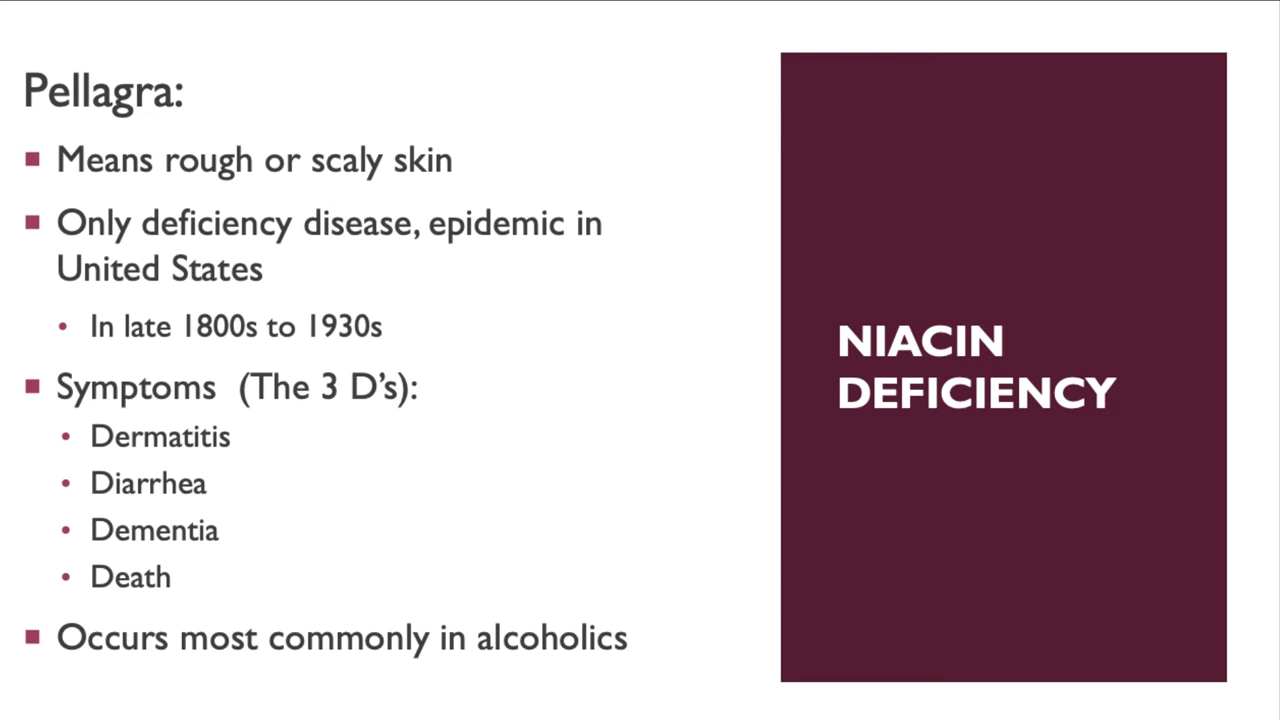 Pellagra:
Means rough or scaly skin
Only deficiency disease, epidemic in
United States
In late 1800s to 1930s
Symptoms  (The 3 D’s):
Dermatitis
Diarrhea
Dementia
Death
Occurs most commonly in alcoholics
NIACIN
DEFICIENCY